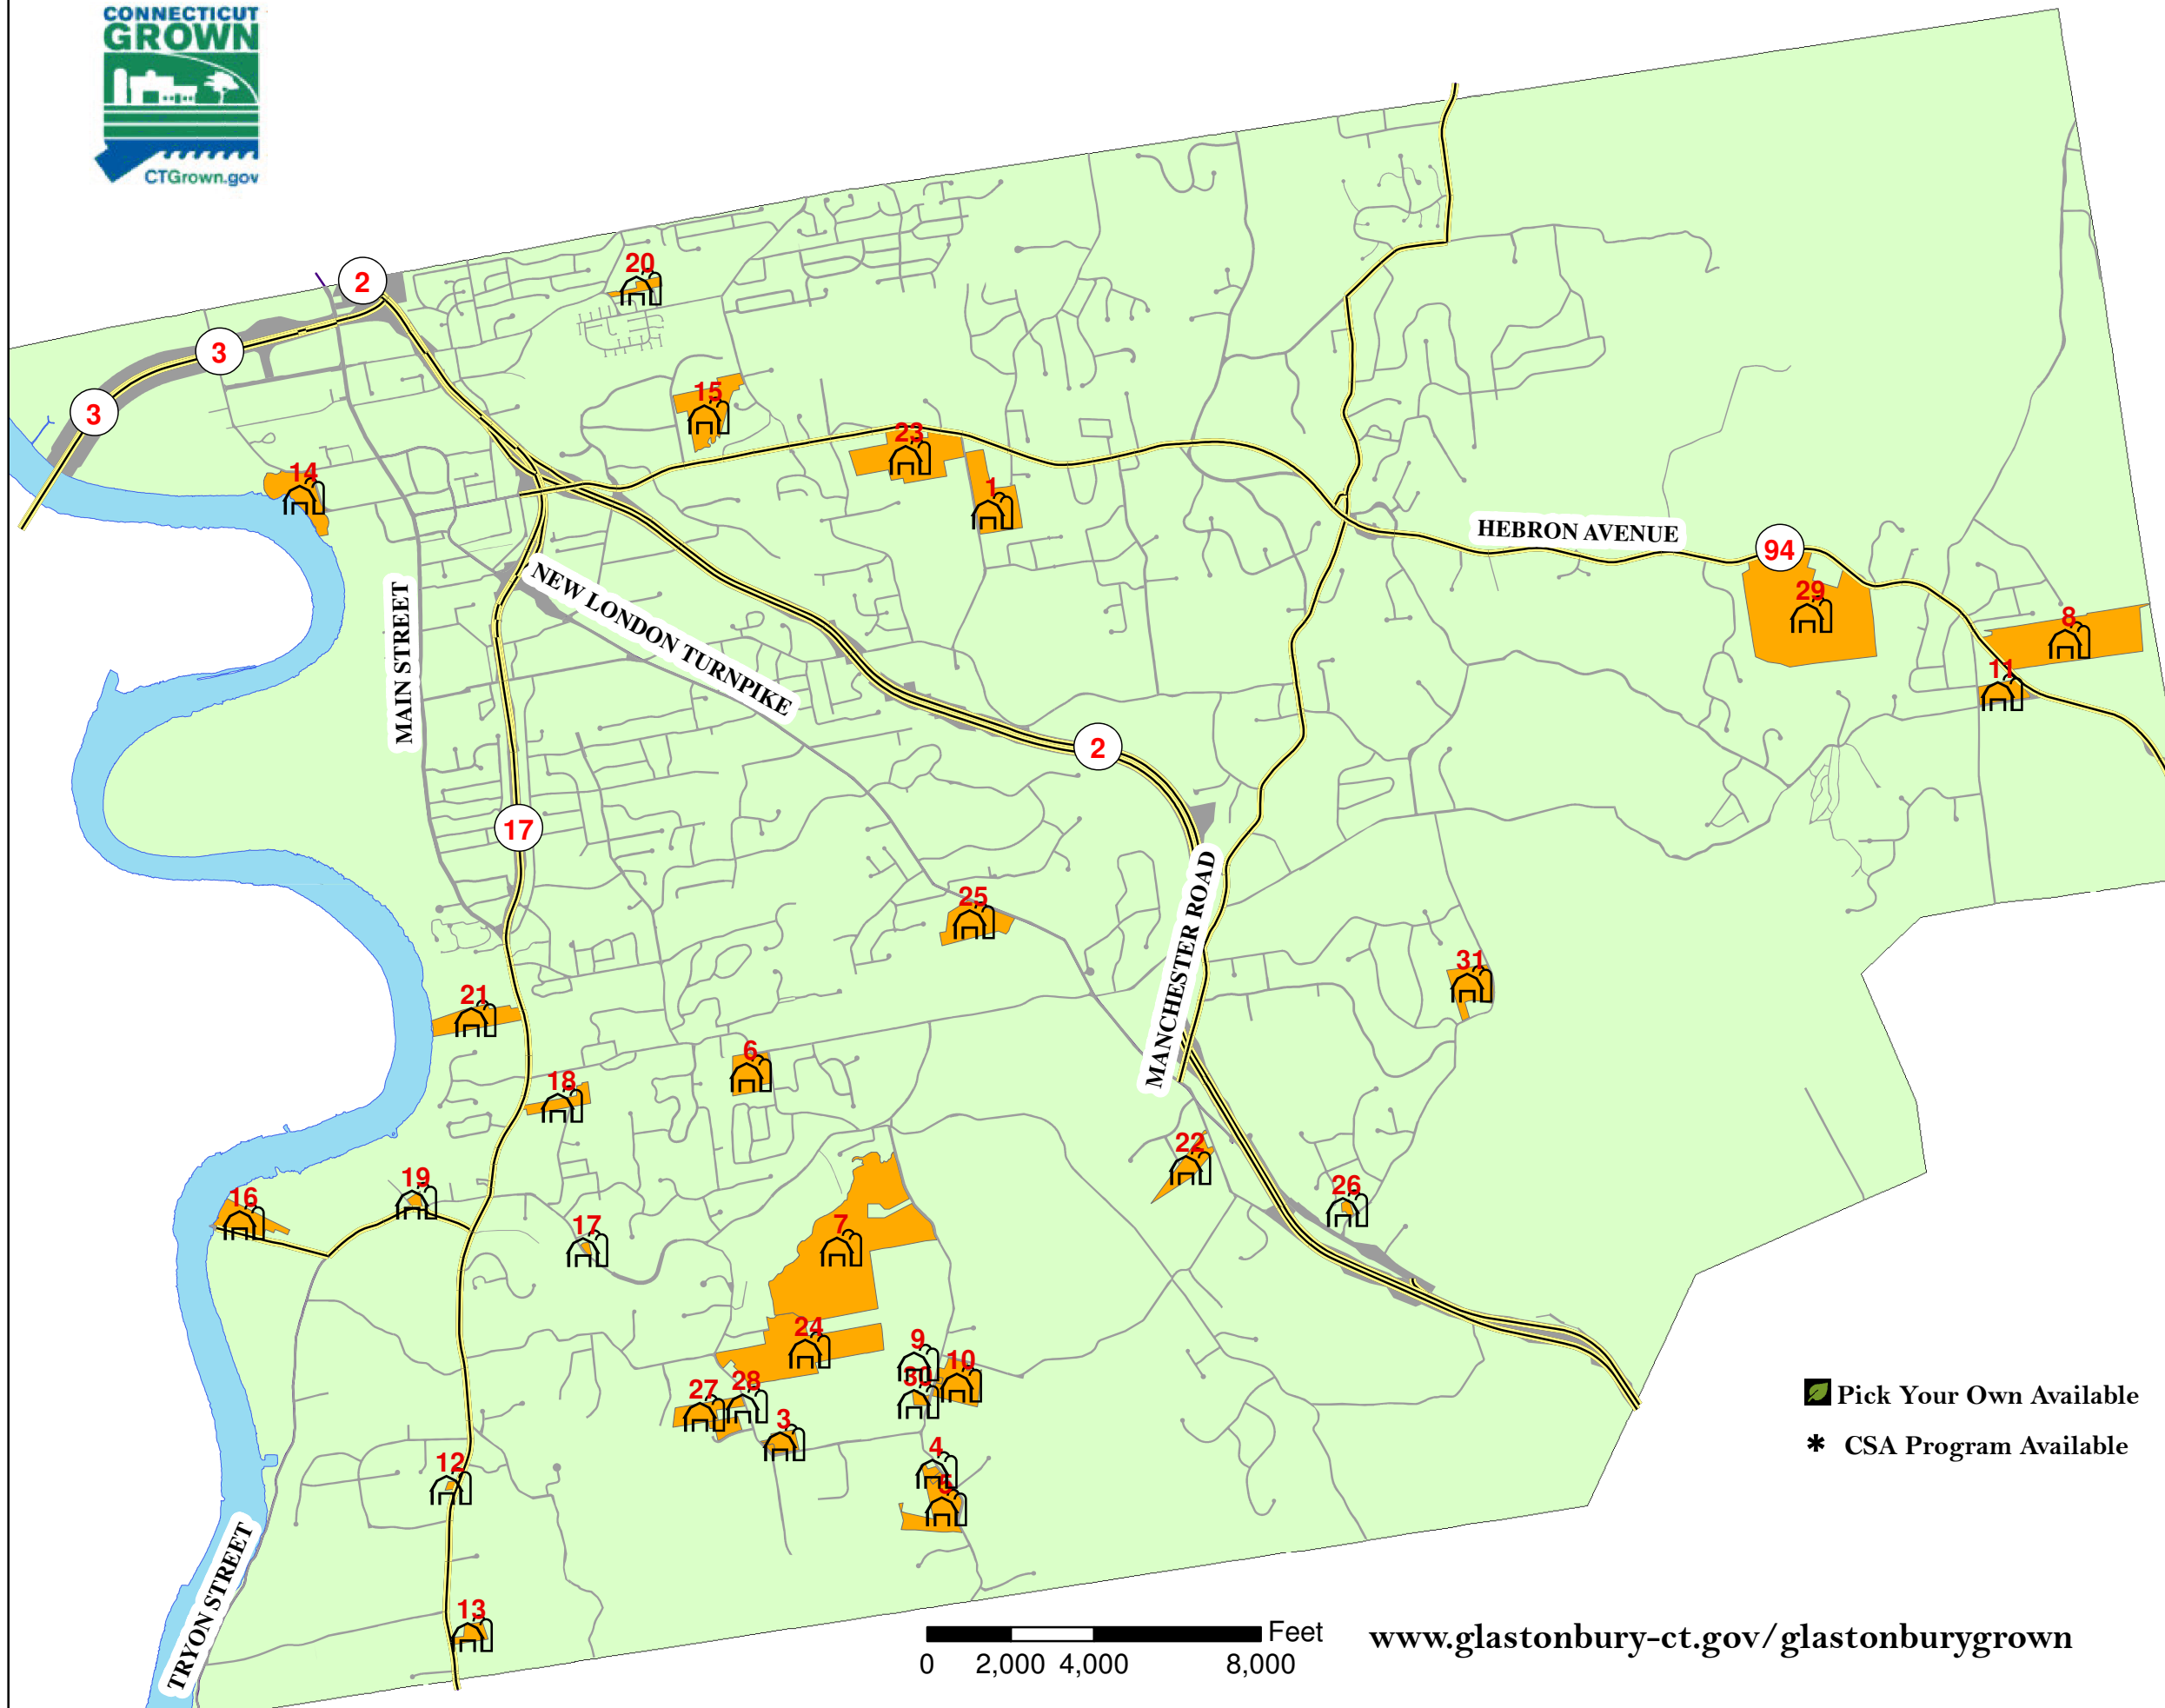 CONNECTICUT
GROWN
CTGrown.gov
2
20
3
15
3
23
14
1
HEBRON AVENUE
94
NEW LONDON TURNPIKE
29
8
MAIN STREET
11
2
17
25
MANCHESTER ROAD
31
21
6
18
22
19
26
16
17
7
24
9
10
30
28
27
3
Pick Your Own Available
4
* CSA Program Available
12
5
TRYON STREET
13
Feet
0 2,000 4,000 8,000
www.glastonbury-ct.gov/glastonburygrown